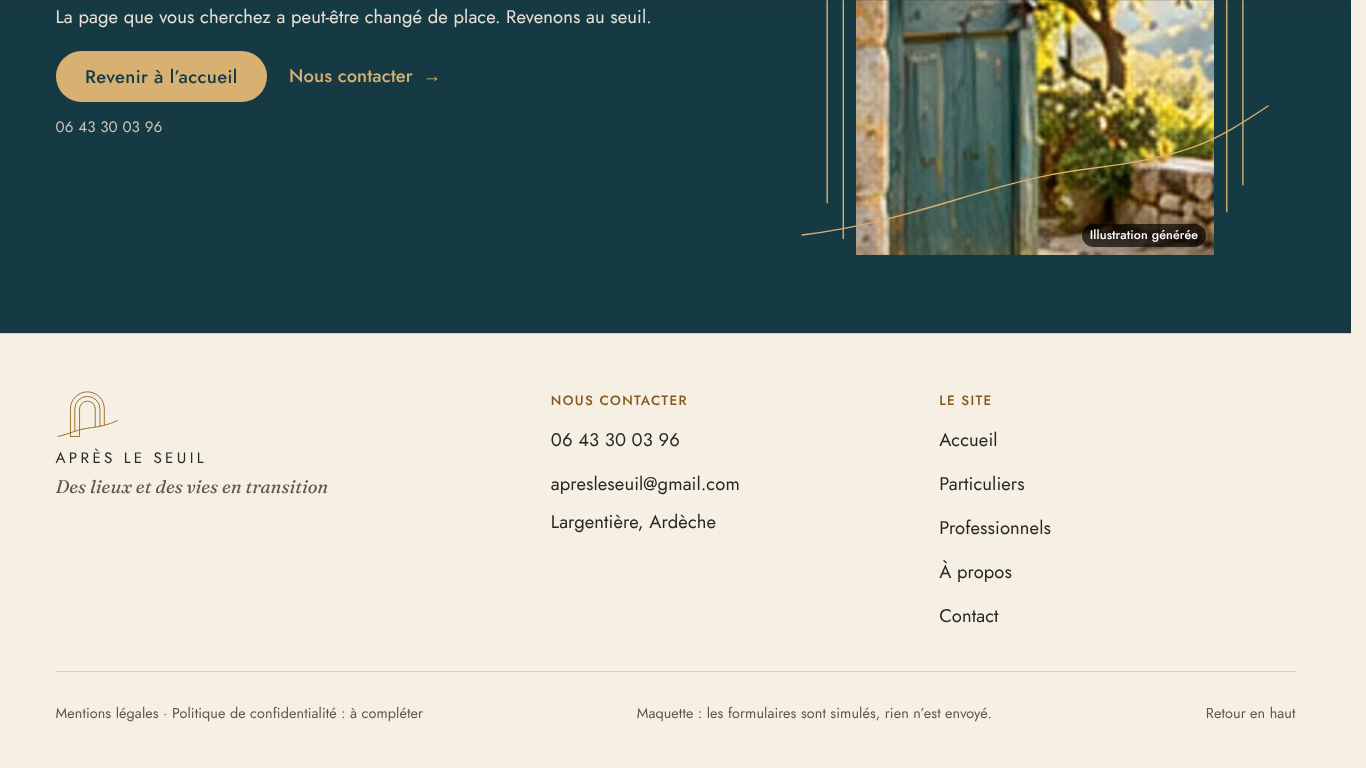 La page que vous cherchez a peut-être changé de place. Revenons au seuil.
Revenir à l’accueil
Nous contacter →
06 43 30 03 96
Illustration générée
APRÈS LE SEUIL
Des lieux et des vies en transition
NOUS CONTACTER
06 43 30 03 96
apresleseuil@gmail.com
Largentière, Ardèche
LE SITE
Accueil
Particuliers
Professionnels
À propos
Contact
Mentions légales · Politique de confidentialité : à compléter
Maquette : les formulaires sont simulés, rien n’est envoyé.
Retour en haut